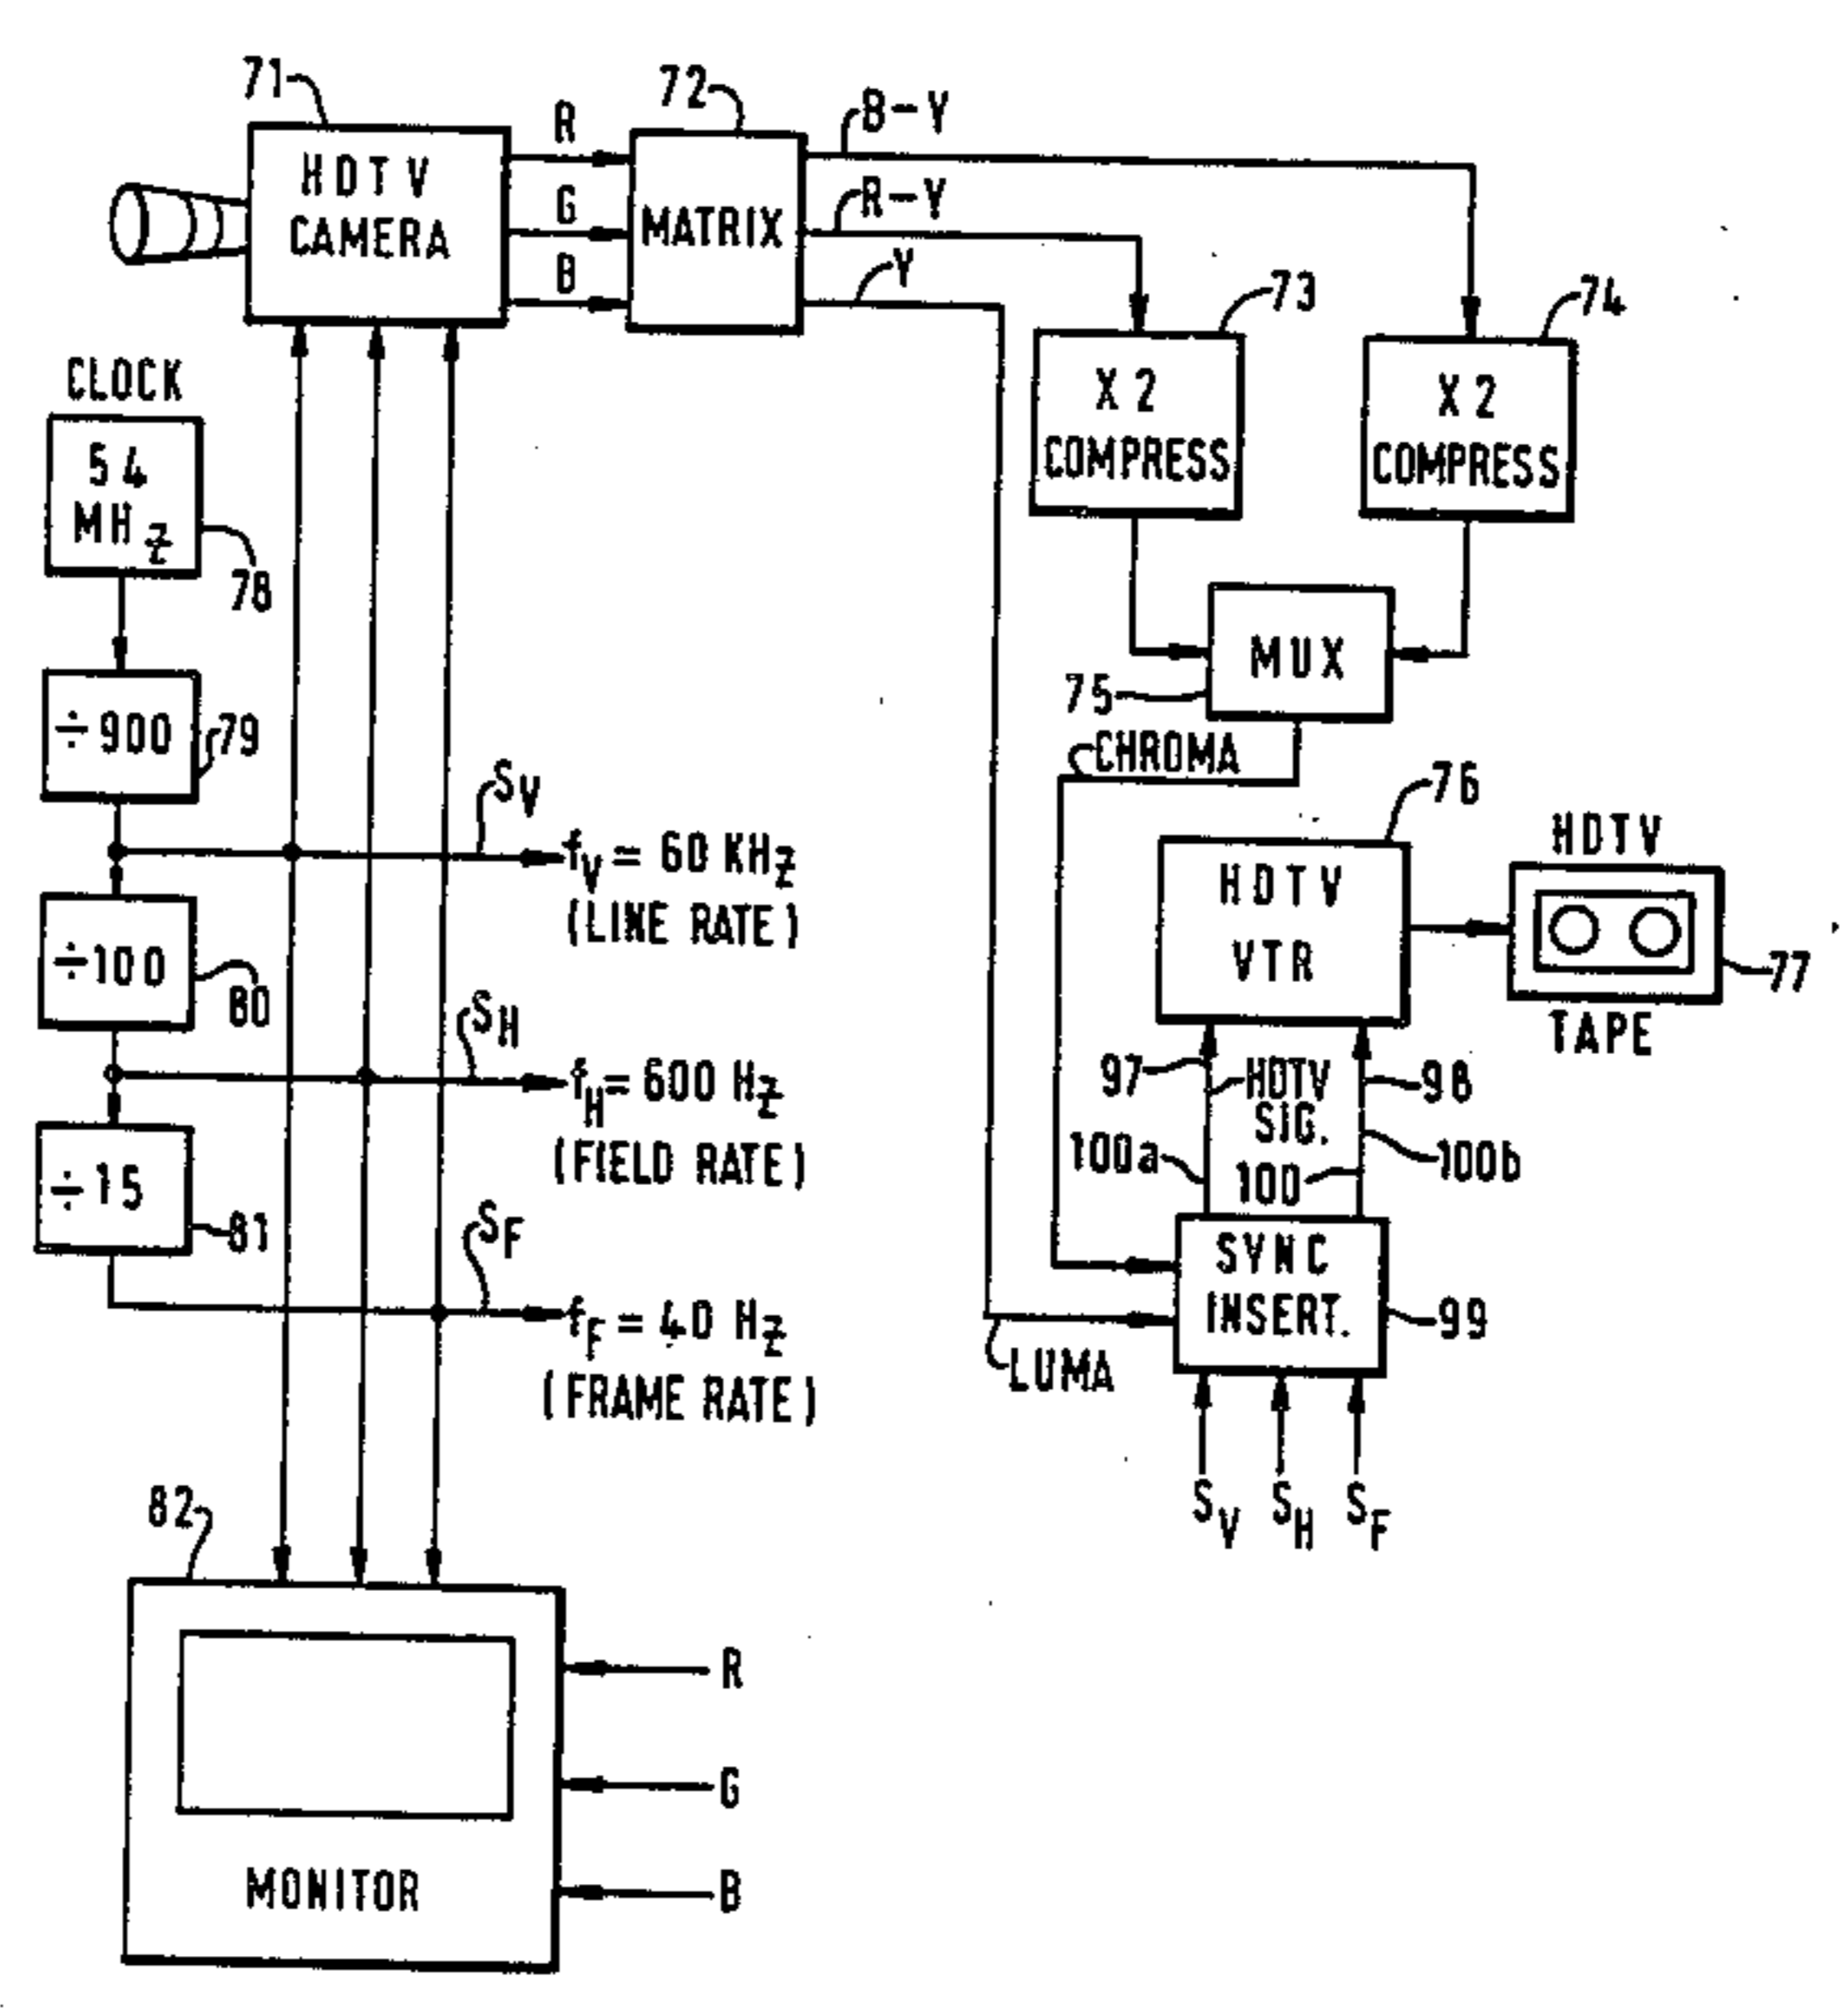 71
HDTV
CAMERA
R
G
B
72
MATRIX
B-Y
R-Y
Y
73
X2
COMPRESS
74
X2
COMPRESS
CLOCK
54
MHz
78
÷900
79
SV
fV = 60 KHz
(LINE RATE)
÷100
80
SH
fH = 600 Hz
(FIELD RATE)
÷15
81
SF
fF = 40 Hz
(FRAME RATE)
MUX
75
CHROMA
76
HDTV
VTR
HDTV
77
TAPE
97
HDTV
SIG.
98
100a
100
100b
SYNC
INSERT.
99
LUMA
SV
SH
SF
82
MONITOR
R
G
B